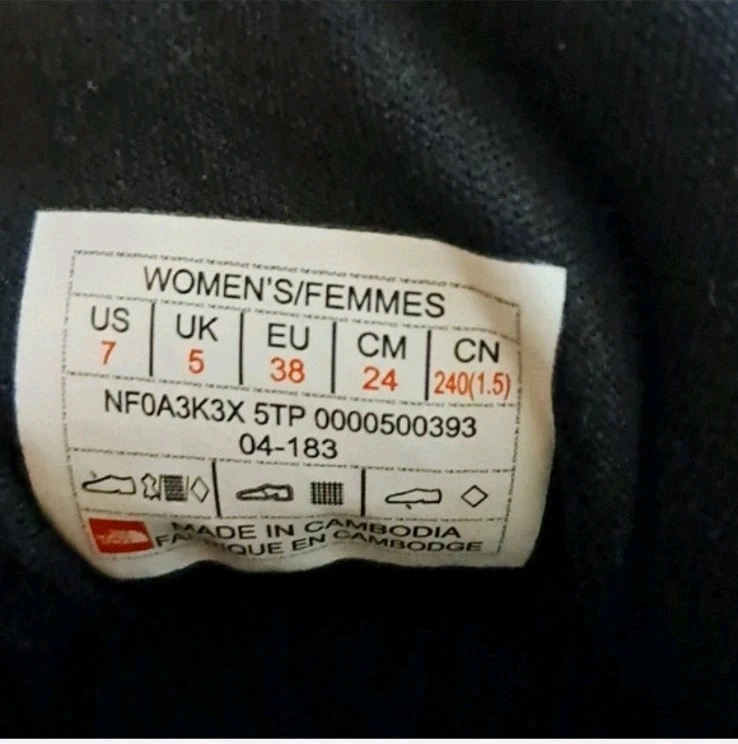 WOMEN'S/FEMMES
US UK EU CM CN
7 5 38 24 240(1.5)
NF0A3K3X 5TP 0000500393
04-183
MADE IN CAMBODIA
EN CAMBODGE